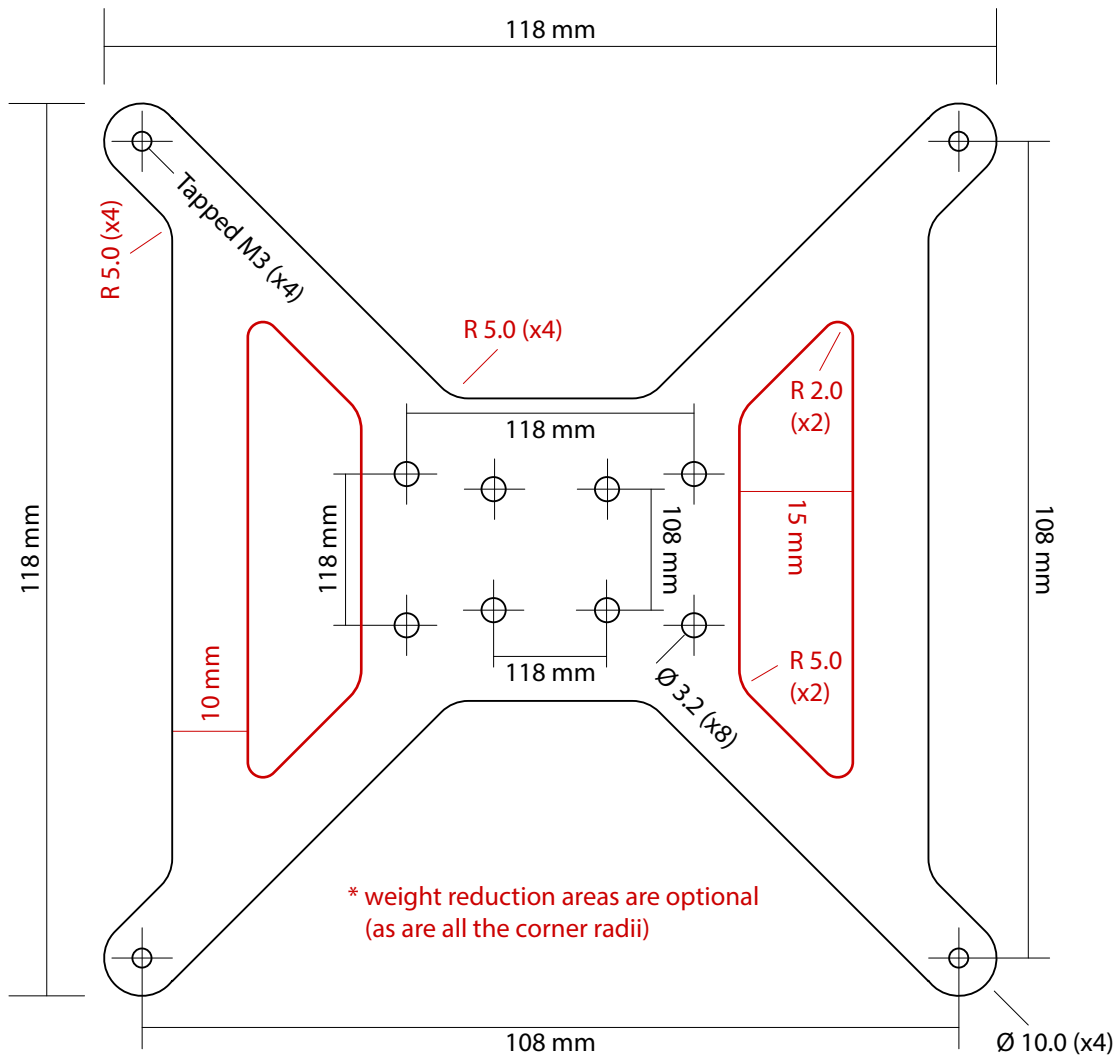 118 mm
Tapped M3 (x4)
R 5.0 (x4)
R 5.0 (x4)
R 2.0
(x2)
118 mm
118 mm
118 mm
108 mm
15 mm
108 mm
118 mm
R 5.0
(x2)
Ø 3.2 (x8)
10 mm
* weight reduction areas are optional
(as are all the corner radii)
108 mm
Ø 10.0 (x4)